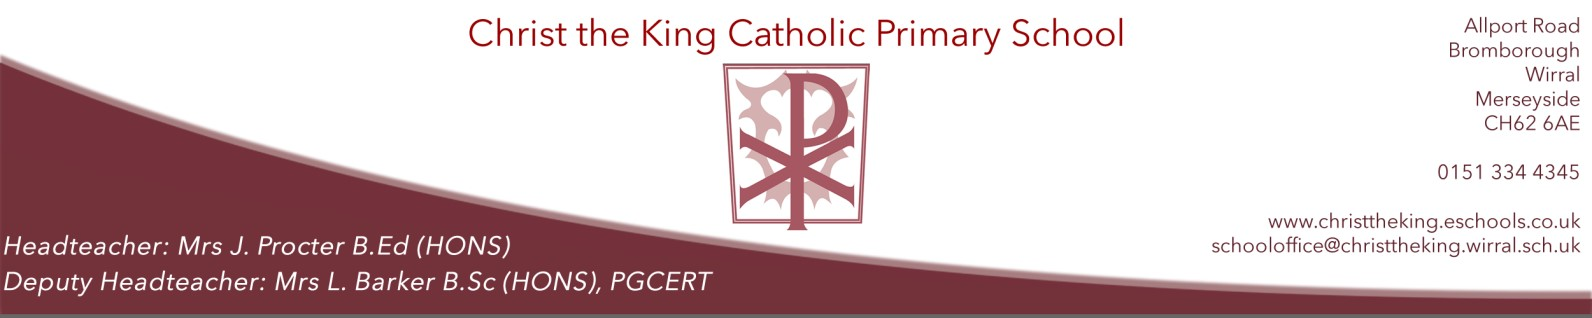 Christ the King Catholic Primary School
Allport Road
Bromborough
Wirral
Merseyside
CH62 6AE
0151 334 4345
www.christtheking.eschools.co.uk
schooloffice@christtheking.wirral.sch.uk
Headteacher: Mrs J. Procter B.Ed (HONS)
Deputy Headteacher: Mrs L. Barker B.Sc (HONS), PGCERT